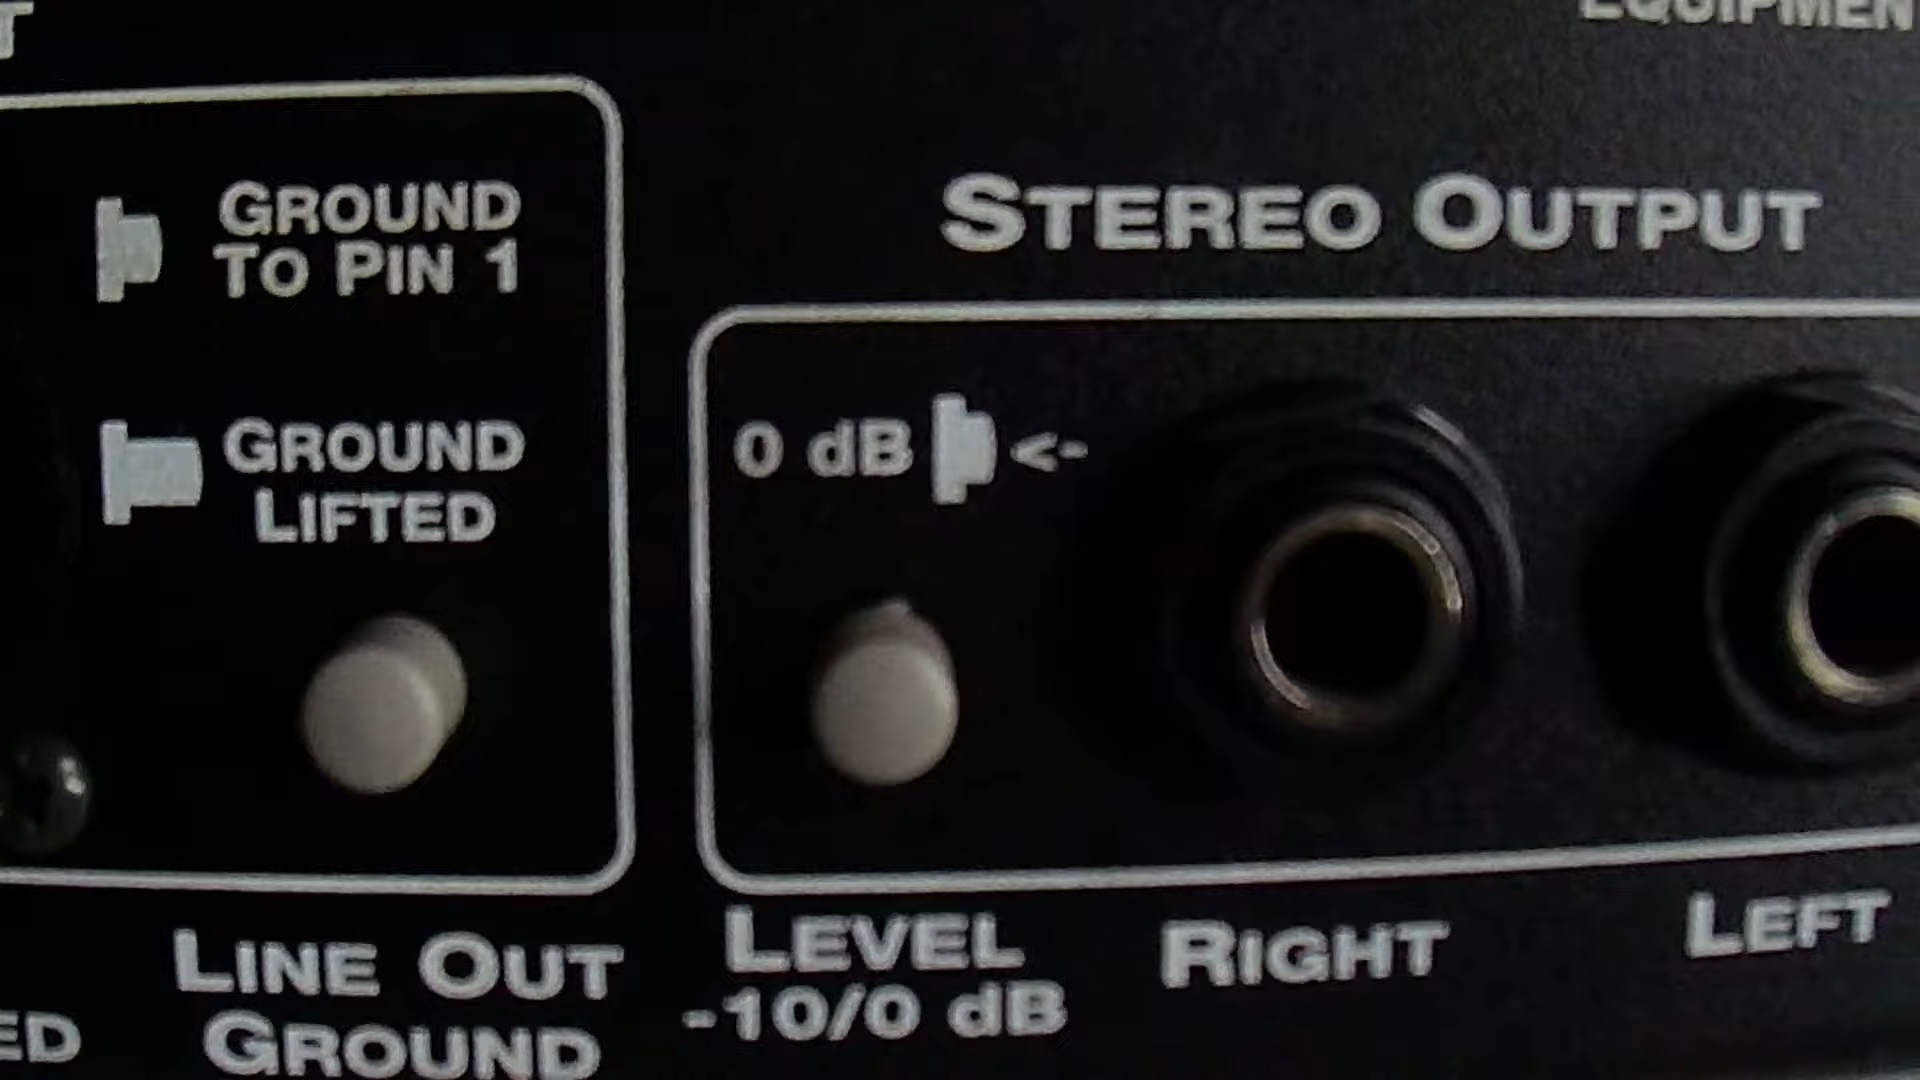 GROUND
TO PIN 1
GROUND
LIFTED
LINE OUT
GROUND
STEREO OUTPUT
0 dB <-
LEVEL
-10/0 dB
RIGHT
LEFT